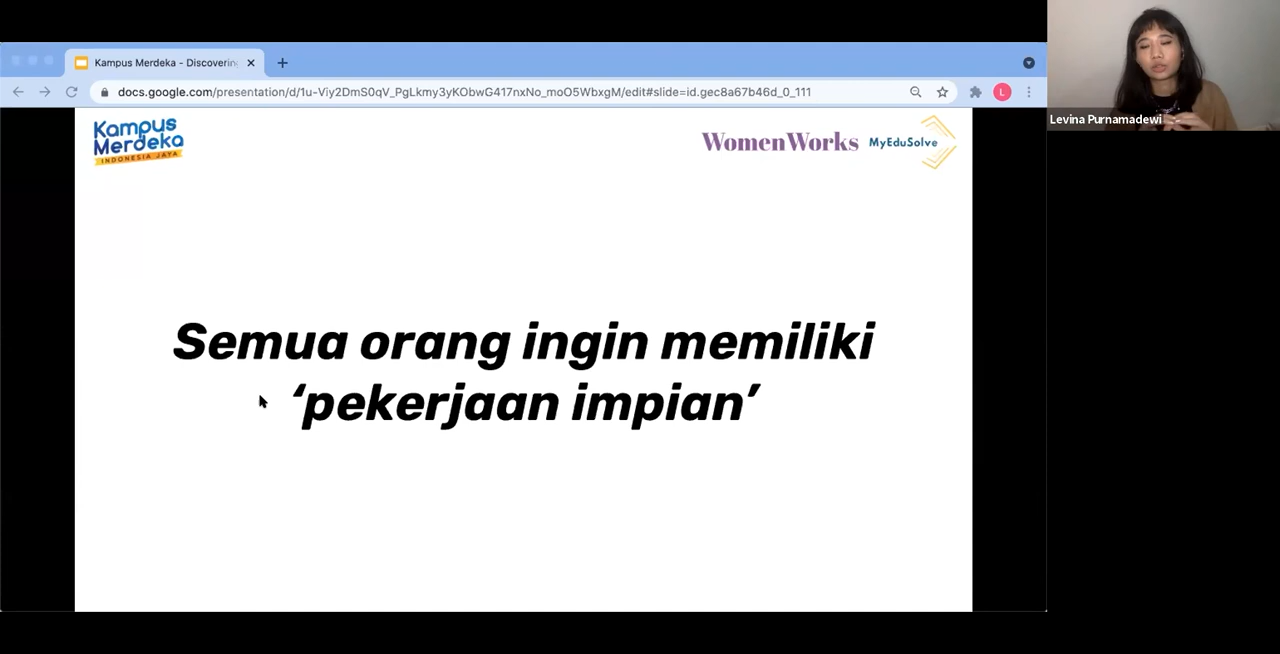 Kampus Merdeka - Discovering
docs.google.com/presentation/d/1u-Viy2DmS0qV_PgLkmy3yKObwG417nxNo_moO5WbxgM/edit#slide=id.gec8a67b46d_0_111
L
Levina Purnamadewi
Kampus
Merdeka
INDONESIA JAYA
WomenWorks
MyEduSolve
Semua orang ingin memiliki
‘pekerjaan impian’